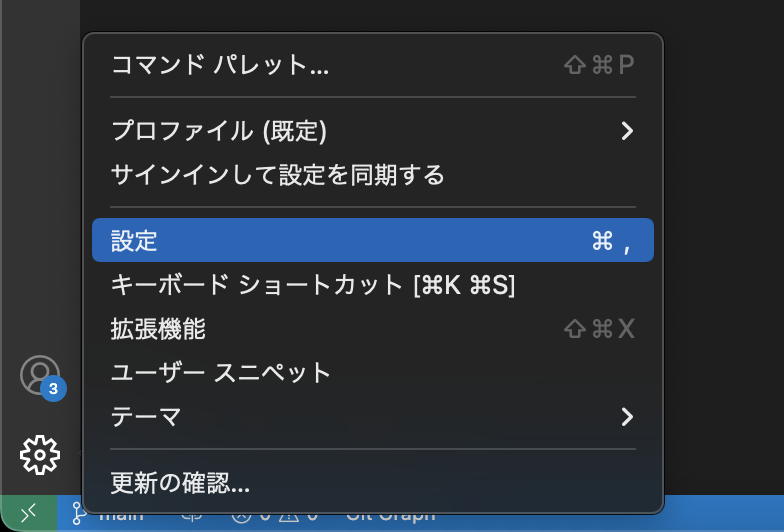 コマンド パレット... ⇧⌘P
プロファイル (既定)
サインインして設定を同期する
設定 ⌘ ,
キーボード ショートカット [⌘K ⌘S]
拡張機能 ⇧⌘X
ユーザー スニペット
テーマ
3
更新の確認...
main 0 0 Git Graph